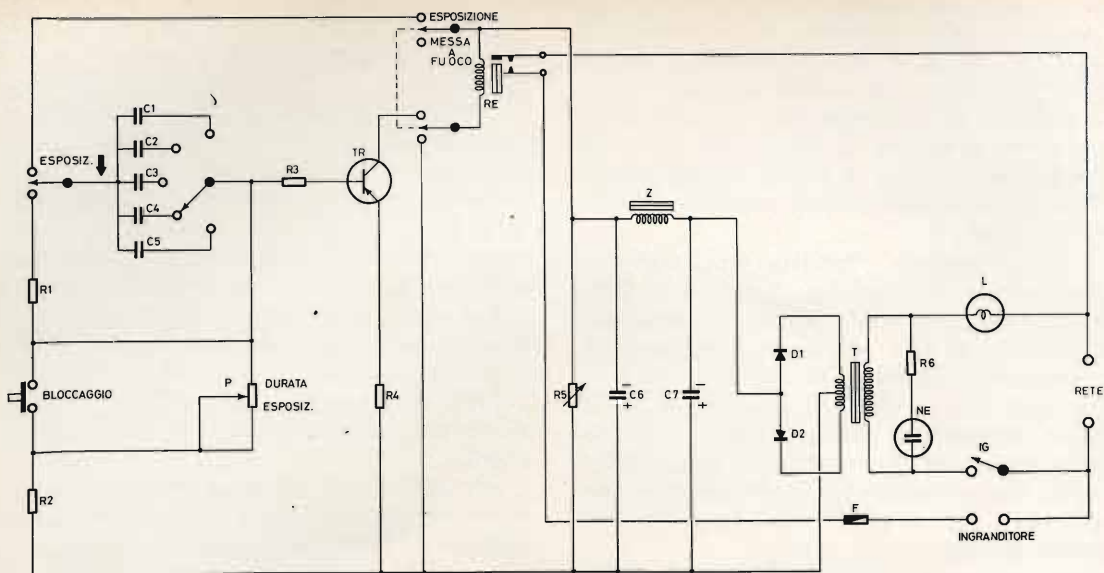 ESPOSIZIONE
MESSA
A
FUOCO
RE
C1
C2
ESPOSIZ.
C3
C4
C5
R3
TR
Z
R1
L
BLOCCAGGIO
P
DURATA
ESPOSIZ.
R4
R5
−
C6
+
−
C7
+
D1
T
D2
R6
NE
RETE
IG
R2
F
INGRANDITORE